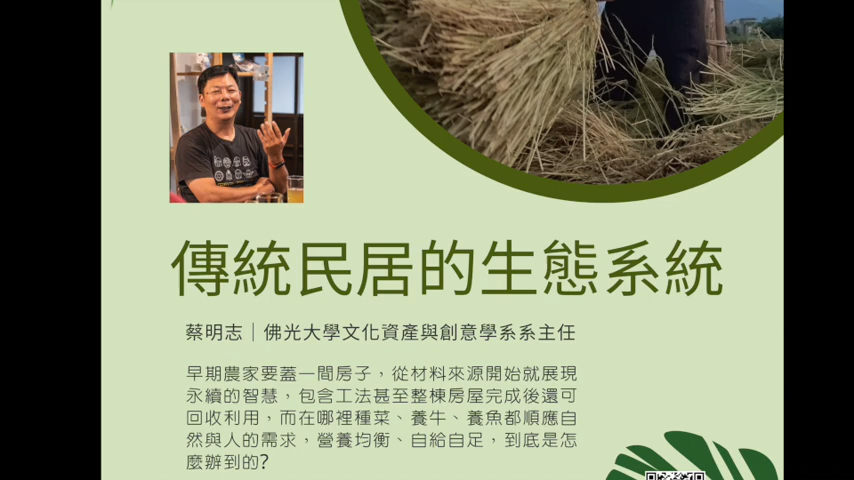 傳統民居的生態系統
蔡明志｜佛光大學文化資產與創意學系系主任
早期農家要蓋一間房子，從材料來源開始就展現
永續的智慧，包含工法甚至整棟房屋完成後還可
回收利用，而在哪裡種菜、養牛、養魚都順應自
然與人的需求，營養均衡、自給自足，到底是怎
麼辦到的？